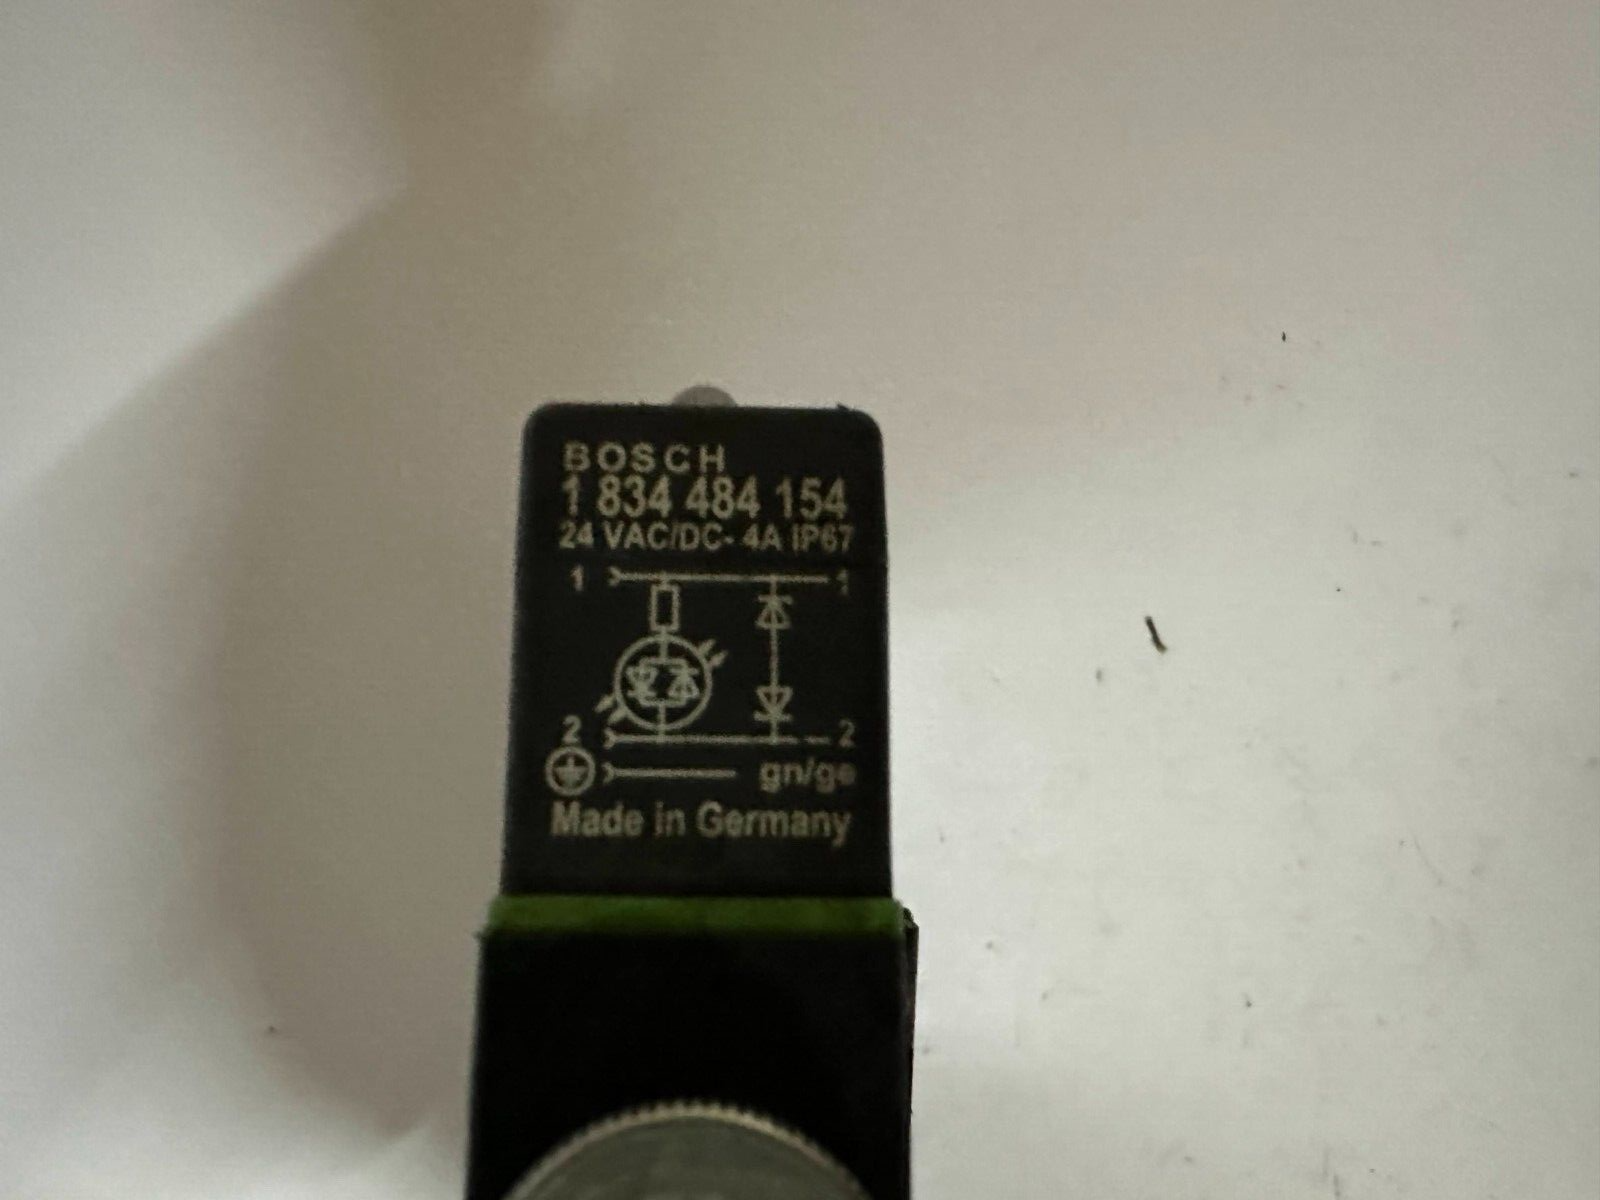 BOSCH
1 834 484 154
24 VAC/DC- 4A IP67
1 1
2 2
gn/ge
Made in Germany